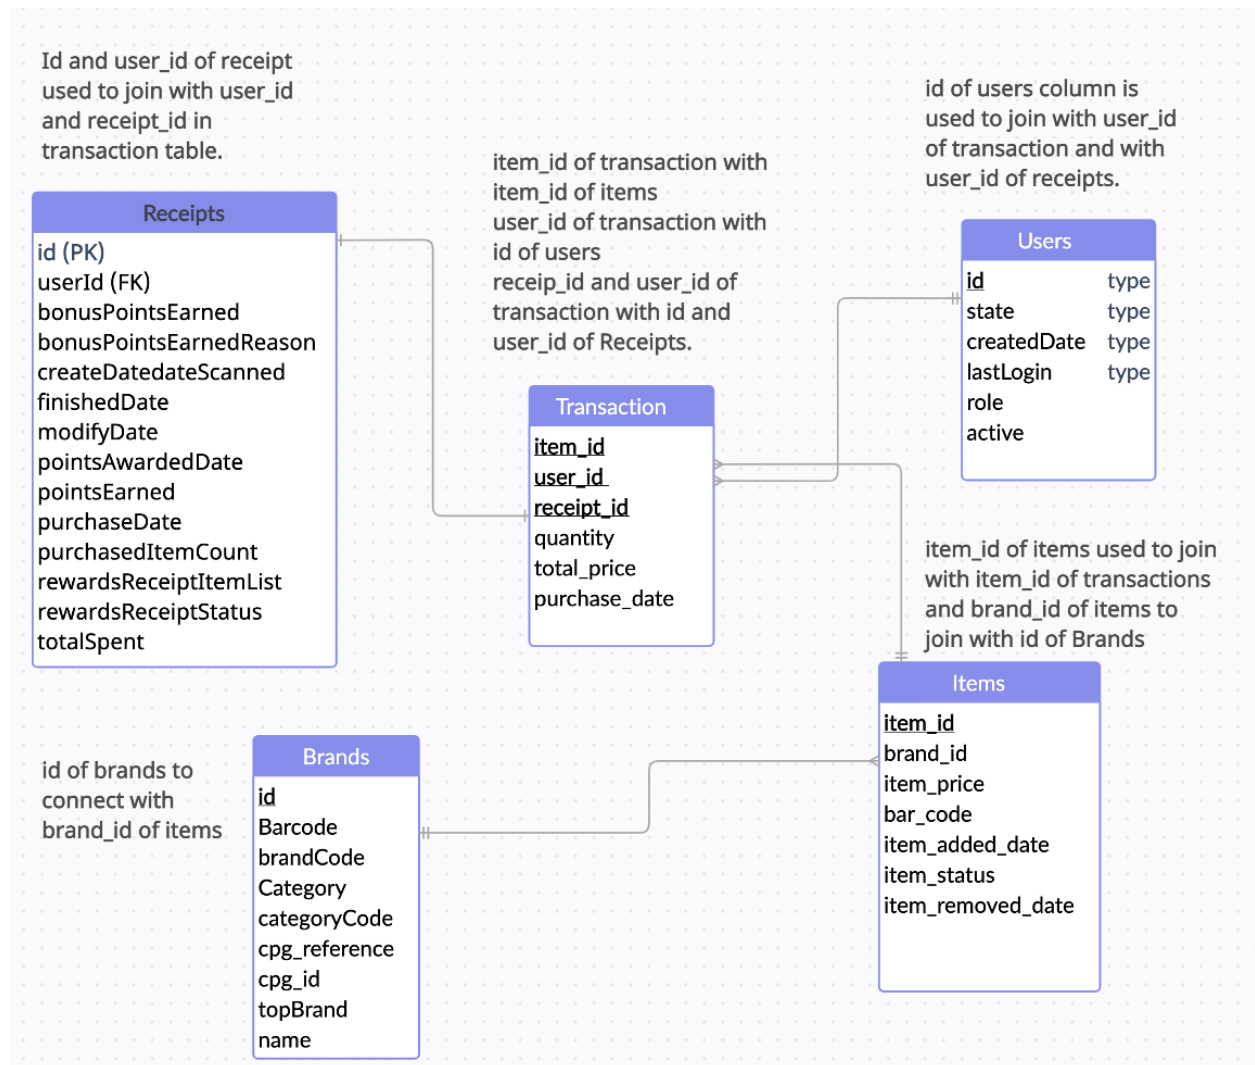 Id and user_id of receipt
used to join with user_id
and receipt_id in
transaction table.
id of users column is
used to join with user_id
of transaction and with
user_id of receipts.
item_id of transaction with
item_id of items
user_id of transaction with
id of users
receip_id and user_id of
transaction with id and
user_id of Receipts.
Receipts
id (PK)
userId (FK)
bonusPointsEarned
bonusPointsEarnedReason
createDatedateScanned
finishedDate
modifyDate
pointsAwardedDate
pointsEarned
purchaseDate
purchasedItemCount
rewardsReceiptItemList
rewardsReceiptStatus
totalSpent
Users
id type
state type
createdDate type
lastLogin type
role
active
Transaction
item_id
user_id
receipt_id
quantity
total_price
purchase_date
item_id of items used to join
with item_id of transactions
and brand_id of items to
join with id of Brands
Items
item_id
brand_id
item_price
bar_code
item_added_date
item_status
item_removed_date
id of brands to
connect with
brand_id of items
Brands
id
Barcode
brandCode
Category
categoryCode
cpg_reference
cpg_id
topBrand
name